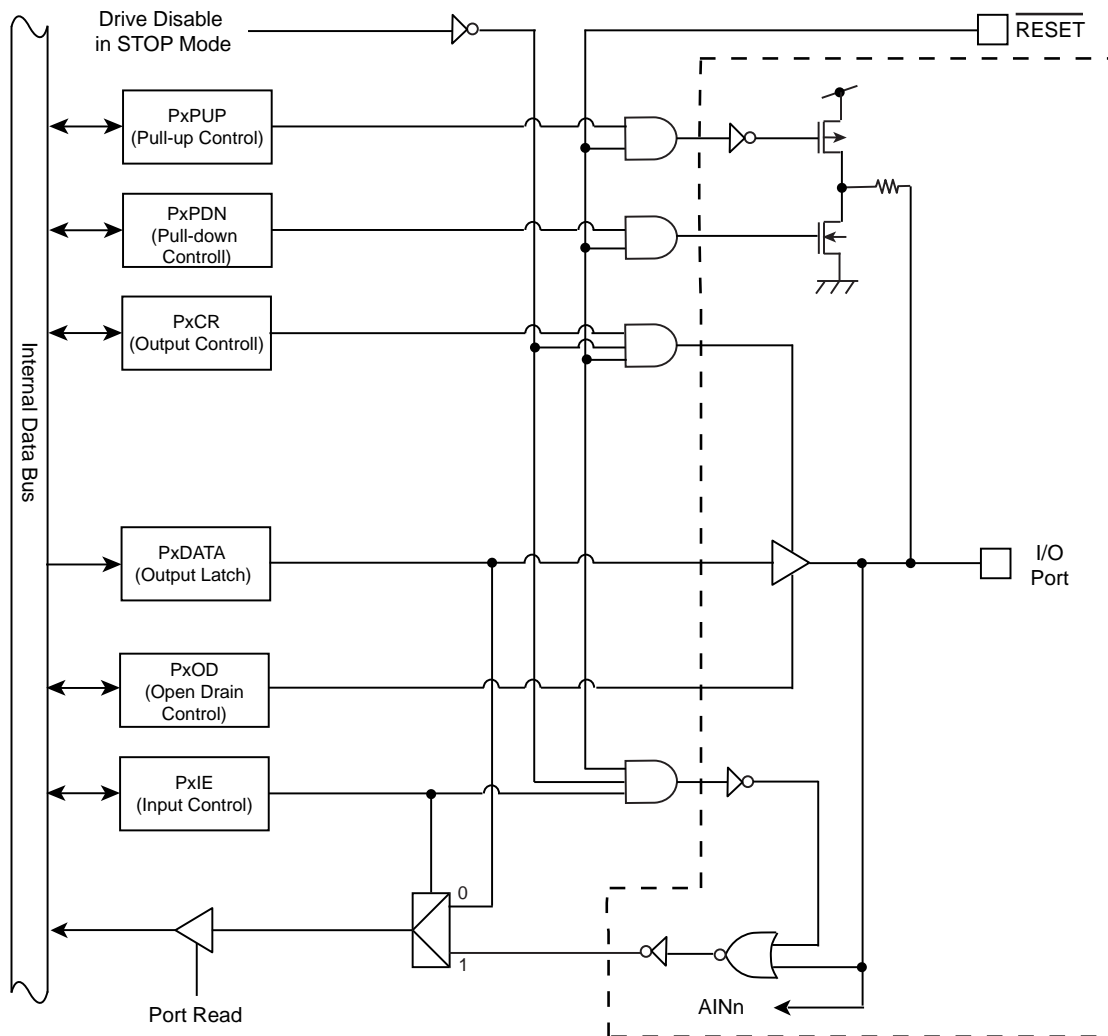 Drive Disable
in STOP Mode
RESET
PxPUP
(Pull-up Control)
PxPDN
(Pull-down
Controll)
PxCR
(Output Controll)
Internal Data Bus
PxDATA
(Output Latch)
I/O
Port
PxOD
(Open Drain
Control)
PxIE
(Input Control)
0
1
Port Read
AINn